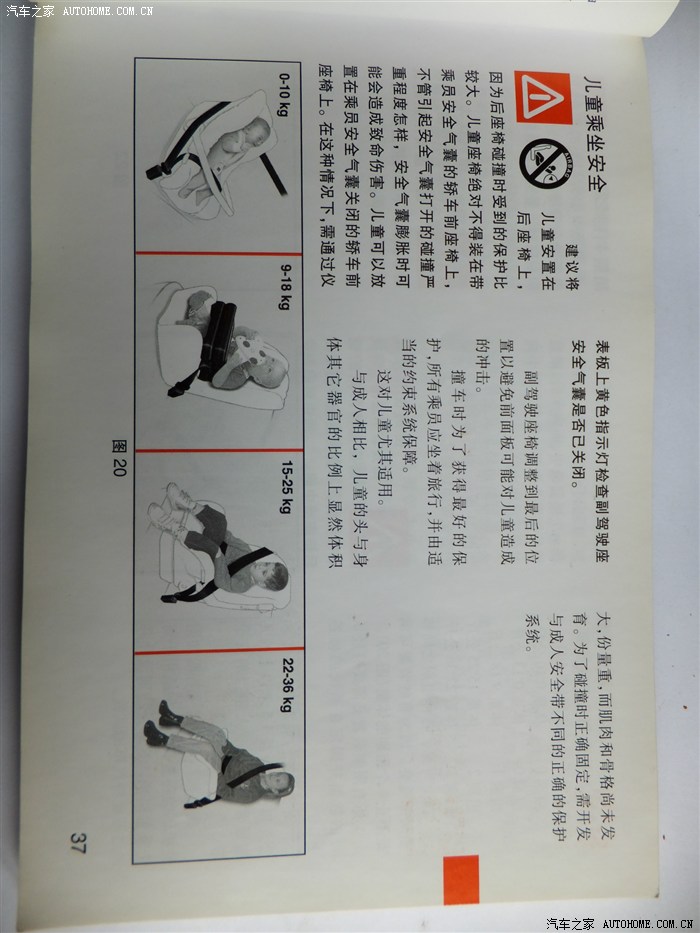 汽车之家 AUTOHOME.COM.CN
儿童乘坐安全
建议将
儿童安置在
后座椅上，
因为后座椅碰撞时受到的保护比
较大。儿童座椅绝对不得装在带
乘员安全气囊的轿车前座椅上，
不管引起安全气囊打开的碰撞严
重程度怎样，安全气囊膨胀时可
能会造成致命伤害。儿童可以放
置在乘员安全气囊关闭的轿车前
座椅上。在这种情况下，需通过仪
表板上黄色指示灯检查副驾驶座
安全气囊是否已关闭。
副驾驶座椅调整到最后的位
置以避免前面板可能对儿童造成
的冲击。
撞车时为了获得最好的保
护，所有乘员应坐着旅行，并由适
当的约束系统保障。
这对儿童尤其适用。
与成人相比，儿童的头与身
体其它器官的比例上显然体积
大，份量重，而肌肉和骨格尚未发
育。为了碰撞时正确固定，需开发
与成人安全带不同的正确的保护
系统。
0-10 kg
9-18 kg
15-25 kg
22-36 kg
图 20
37
汽车之家 AUTOHOME.COM.CN